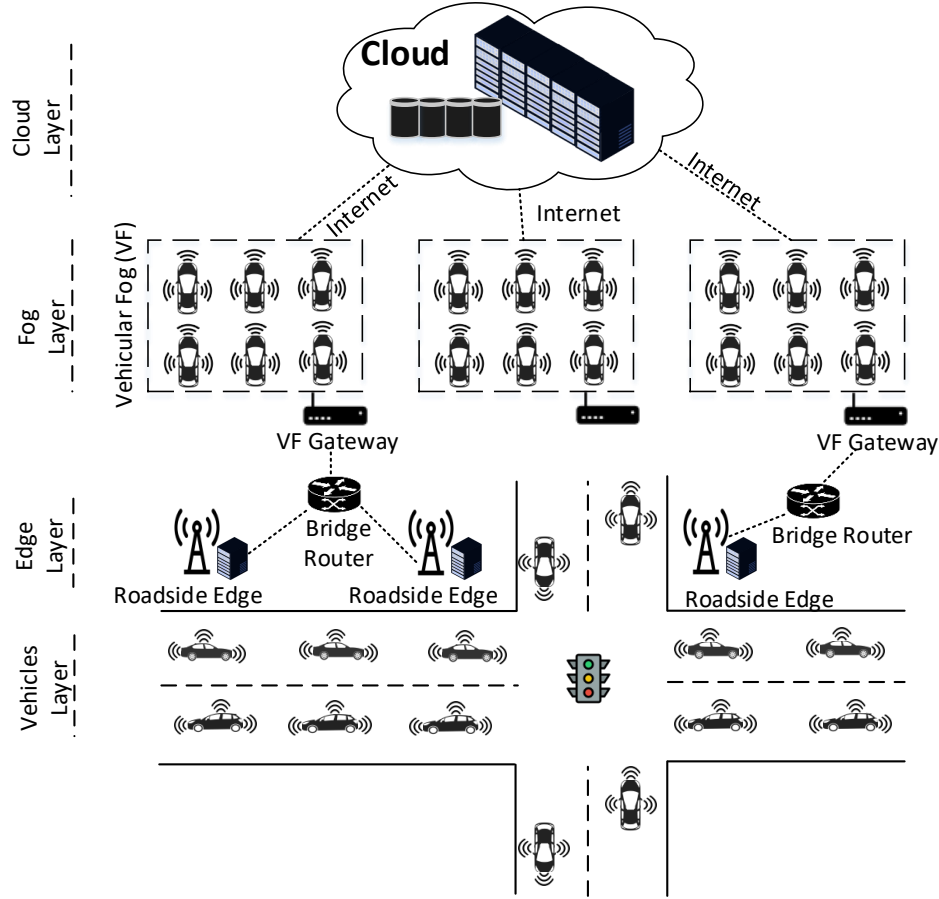 Cloud
Cloud
Layer
Internet
Internet
Internet
Fog
Layer
Vehicular Fog (VF)
VF Gateway
VF Gateway
Edge
Layer
Bridge
Router
Bridge Router
Roadside Edge
Roadside Edge
Roadside Edge
Vehicles
Layer